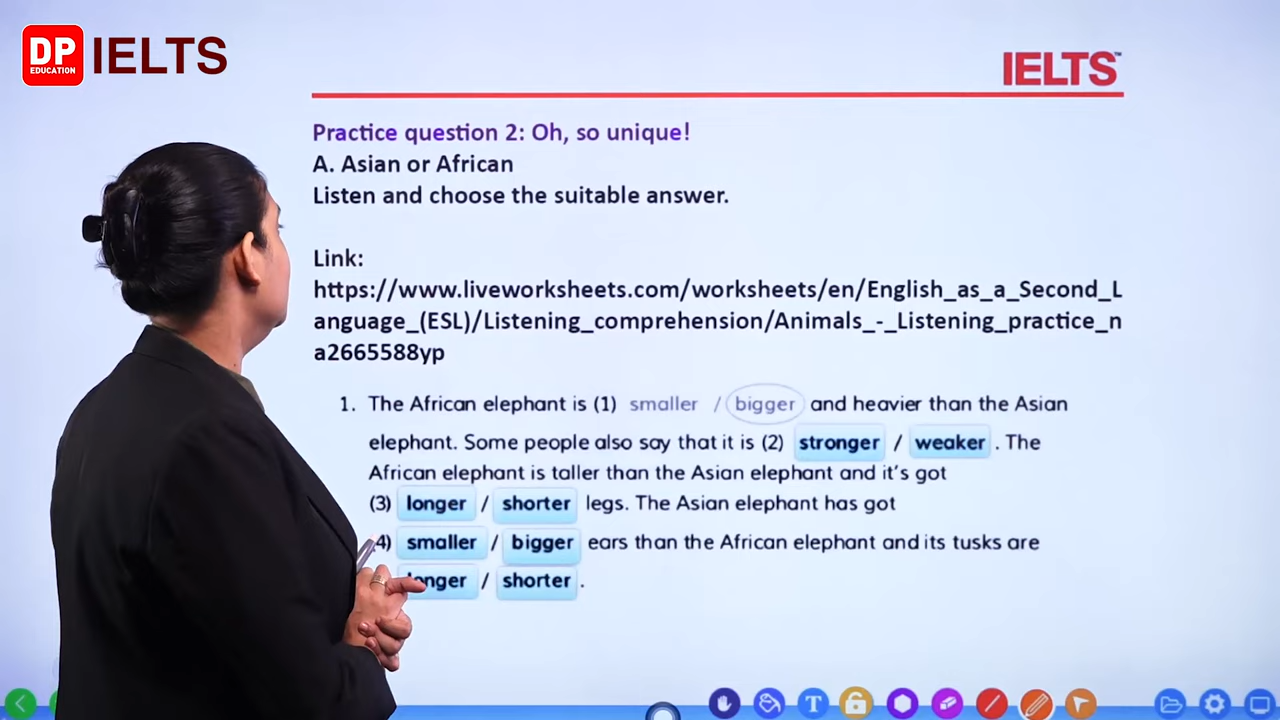 DP
EDUCATION
IELTS
IELTS™
Practice question 2: Oh, so unique!
A. Asian or African
Listen and choose the suitable answer.
Link:
https://www.liveworksheets.com/worksheets/en/English_as_a_Second_L
anguage_(ESL)/Listening_comprehension/Animals_-_Listening_practice_n
a2665588yp
1. The African elephant is (1) smaller / bigger and heavier than the Asian
elephant. Some people also say that it is (2) stronger / weaker . The
African elephant is taller than the Asian elephant and it's got
(3) longer / shorter legs. The Asian elephant has got
4) smaller / bigger ears than the African elephant and its tusks are
/ shorter .
T